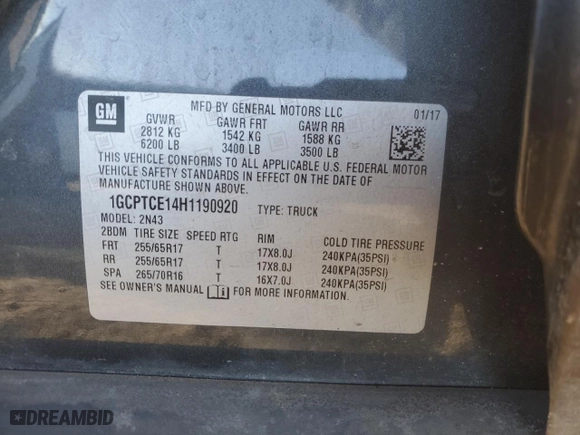 GM
MFD BY GENERAL MOTORS LLC 01/17
GVWR GAWR FRT GAWR RR
2812 KG 1542 KG 1588 KG
6200 LB 3400 LB 3500 LB
THIS VEHICLE CONFORMS TO ALL APPLICABLE U.S. FEDERAL MOTOR
VEHICLE SAFETY STANDARDS IN EFFECT ON THE DATE OF
MANUFACTURE SHOWN ABOVE.
1GCPTCE14H1190920 TYPE: TRUCK
MODEL: 2N43
2BDM TIRE SIZE SPEED RTG RIM COLD TIRE PRESSURE
FRT 255/65R17 T 17X8.0J 240KPA(35PSI)
RR 255/65R17 T 17X8.0J 240KPA(35PSI)
SPA 265/70R16 T 16X7.0J 240KPA(35PSI)
SEE OWNER'S MANUAL FOR MORE INFORMATION.
DREAMBID